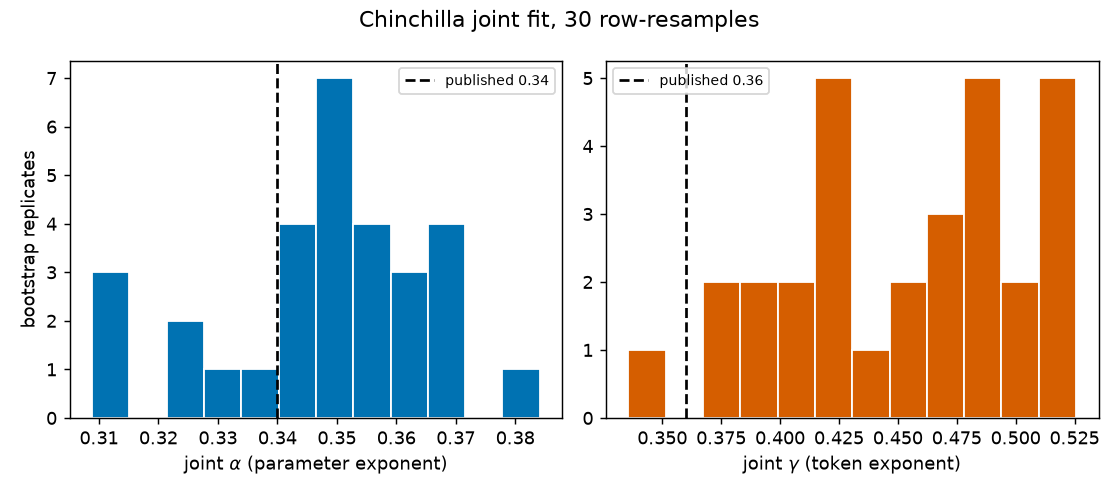 Chinchilla joint fit, 30 row-resamples
bootstrap replicates
7
6
5
4
3
2
1
0
published 0.34
0.31 0.32 0.33 0.34 0.35 0.36 0.37 0.38
joint α (parameter exponent)
5
4
3
2
1
0
published 0.36
0.350 0.375 0.400 0.425 0.450 0.475 0.500 0.525
joint γ (token exponent)